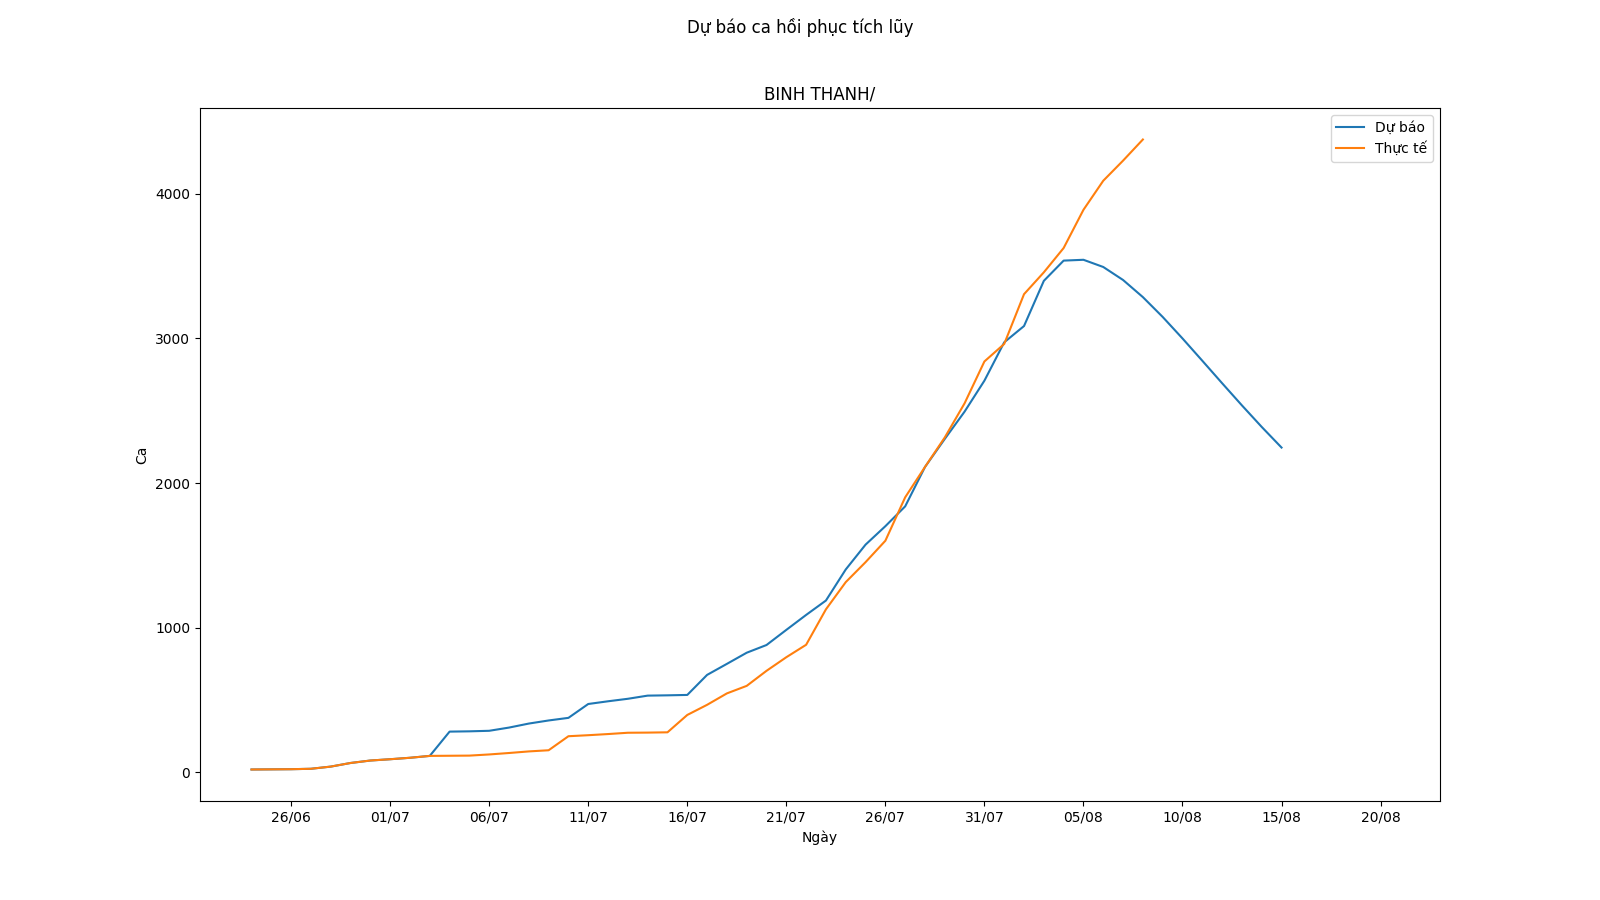 Dự báo ca hồi phục tích lũy
BINH THANH/
Dự báo
Thực tế
4000
3000
2000
1000
0
Ca
26/06 01/07 06/07 11/07 16/07 21/07 26/07 31/07 05/08 10/08 15/08 20/08
Ngày